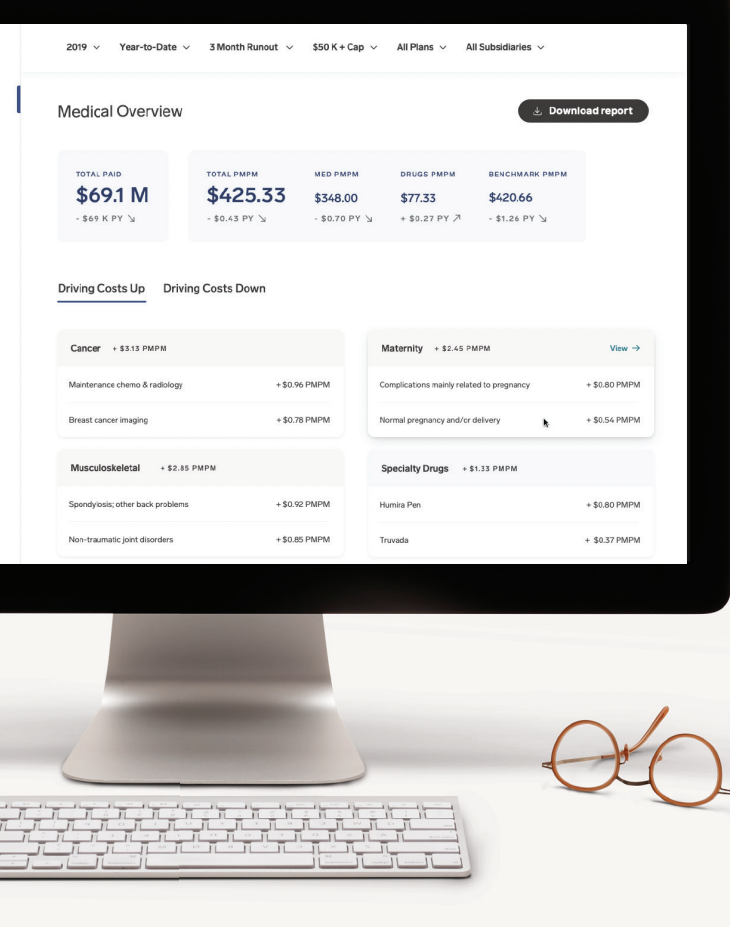 2019 Year-to-Date 3 Month Runout $50 K + Cap All Plans All Subsidiaries
Medical Overview
Download report
TOTAL PAID
$69.1 M
- $69 K PY ↘
TOTAL PMPM
$425.33
- $0.43 PY ↘
MED PMPM
$348.00
- $0.70 PY ↘
DRUGS PMPM
$77.33
+ $0.27 PY ↗
BENCHMARK PMPM
$420.66
- $1.26 PY ↘
Driving Costs Up Driving Costs Down
Cancer + $3.13 PMPM
Maintenance chemo & radiology + $0.96 PMPM
Breast cancer imaging + $0.78 PMPM
Maternity + $2.45 PMPM View →
Complications mainly related to pregnancy + $0.80 PMPM
Normal pregnancy and/or delivery + $0.54 PMPM
Musculoskeletal + $2.85 PMPM
Spondylosis; other back problems + $0.92 PMPM
Non-traumatic joint disorders + $0.85 PMPM
Specialty Drugs + $1.33 PMPM
Humira Pen + $0.80 PMPM
Truvada + $0.37 PMPM